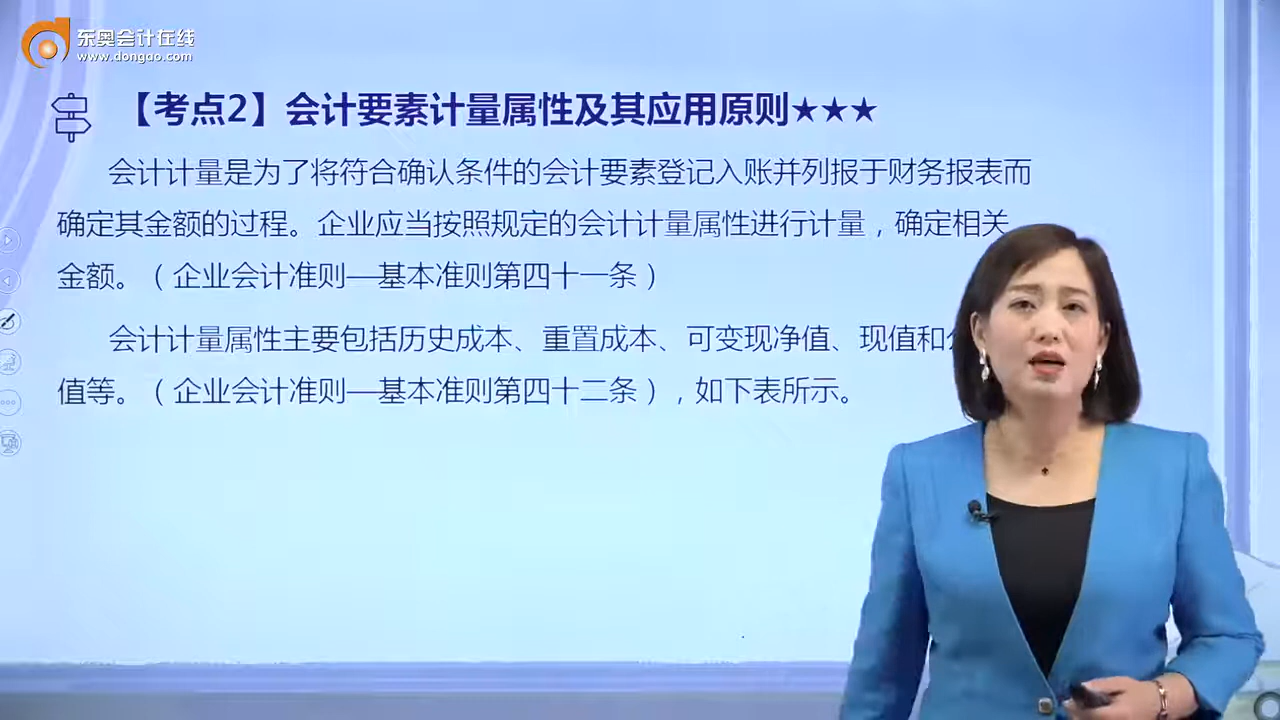 东奥会计在线
www.dongao.com
【考点2】会计要素计量属性及其应用原则★★★
会计计量是为了将符合确认条件的会计要素登记入账并列报于财务报表而
确定其金额的过程。企业应当按照规定的会计计量属性进行计量，确定相关
金额。（企业会计准则—基本准则第四十一条）
会计计量属性主要包括历史成本、重置成本、可变现净值、现值和
值等。（企业会计准则—基本准则第四十二条），如下表所示。